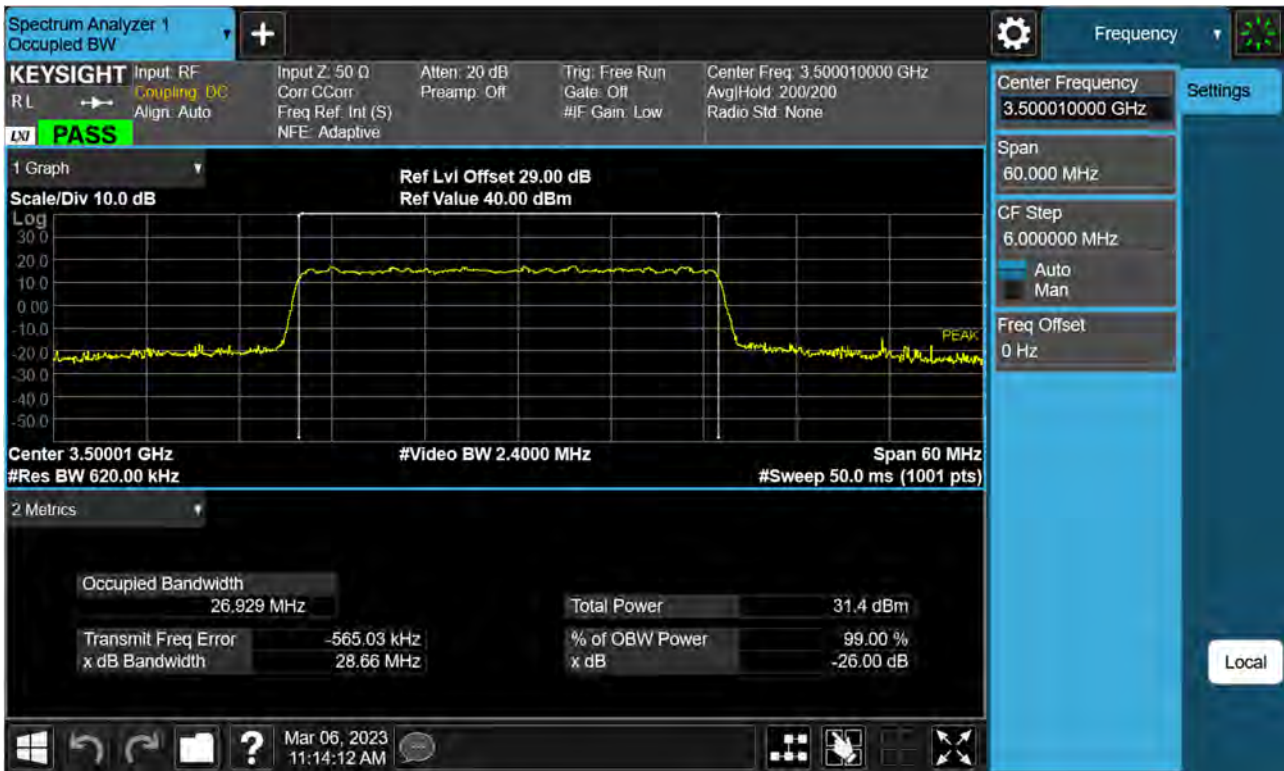 Spectrum Analyzer 1
Occupied BW
+
Frequency
KEYSIGHT
R L
LXI
PASS
Input: RF
Coupling: DC
Align: Auto
Input Z: 50 Ω
Corr CCorr
Freq Ref: Int (S)
NFE: Adaptive
Atten: 20 dB
Preamp: Off
Trig: Free Run
Gate: Off
#IF Gain: Low
Center Freq: 3.500010000 GHz
Avg|Hold: 200/200
Radio Std: None
Center Frequency
3.500010000 GHz
Settings
Span
60.000 MHz
CF Step
6.000000 MHz
Auto
Man
Freq Offset
0 Hz
Local
1 Graph
Scale/Div 10.0 dB
Ref Lvl Offset 29.00 dB
Ref Value 40.00 dBm
Log
30.0
20.0
10.0
0.00
-10.0
-20.0
-30.0
-40.0
-50.0
PEAK
Center 3.50001 GHz
#Video BW 2.4000 MHz
Span 60 MHz
#Res BW 620.00 kHz
#Sweep 50.0 ms (1001 pts)
2 Metrics
Occupied Bandwidth
26.929 MHz
Total Power 31.4 dBm
Transmit Freq Error -565.03 kHz
% of OBW Power 99.00 %
x dB Bandwidth 28.66 MHz
x dB -26.00 dB
?
Mar 06, 2023
11:14:12 AM